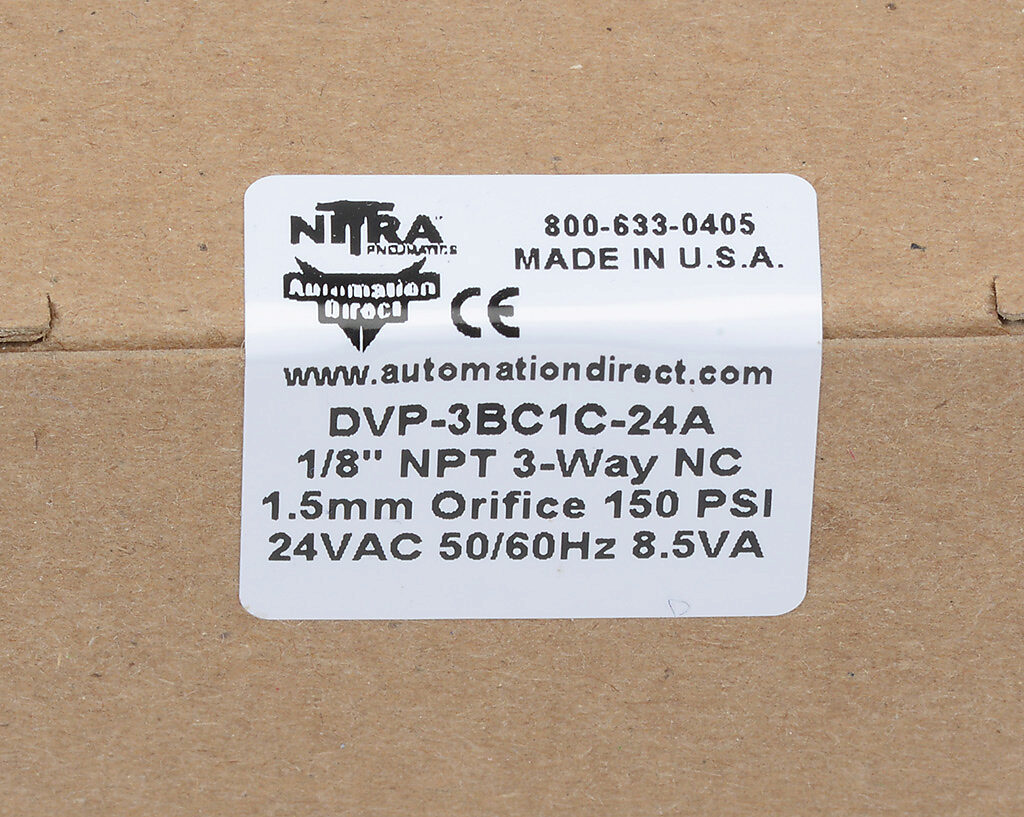 NITRA
PNEUMATICS
Automation
Direct
CE
800-633-0405
MADE IN U.S.A.
www.automationdirect.com
DVP-3BC1C-24A
1/8" NPT 3-Way NC
1.5mm Orifice 150 PSI
24VAC 50/60Hz 8.5VA